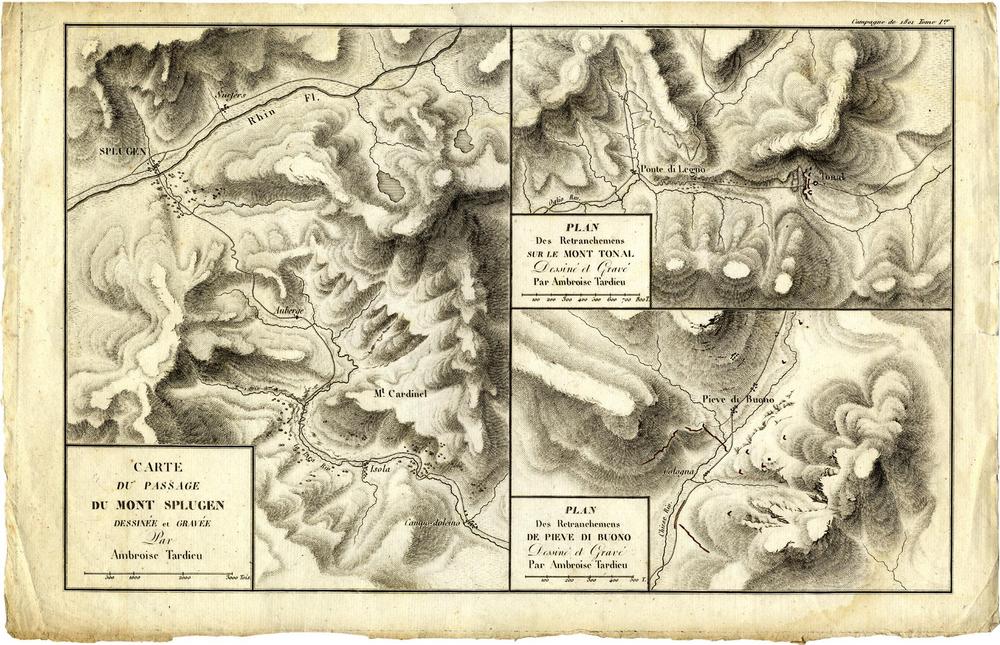 Campagne de 1801 Tome 1er
Sufers
Rhin Fl.
SPLUGEN
Auberge
Mt. Cardinel
Isola
CARTE
DU PASSAGE
DU MONT SPLUGEN
DESSINÉE et GRAVÉE
Par
Ambroise Tardieu
500 1000 2000 3000 Tois.
Ponte di Legno
Tonal
Oglio Riv.
PLAN
Des Retranchemens
SUR LE MONT TONAL
Dessiné et Gravé
Par Ambroise Tardieu
100 200 300 400 500 600 700 800 T.
Pieve di Buono
Cologna
Chiese Riv.
PLAN
Des Retranchemens
DE PIEVE DI BUONO
Dessiné et Gravé
Par Ambroise Tardieu
100 200 300 400 500 T.